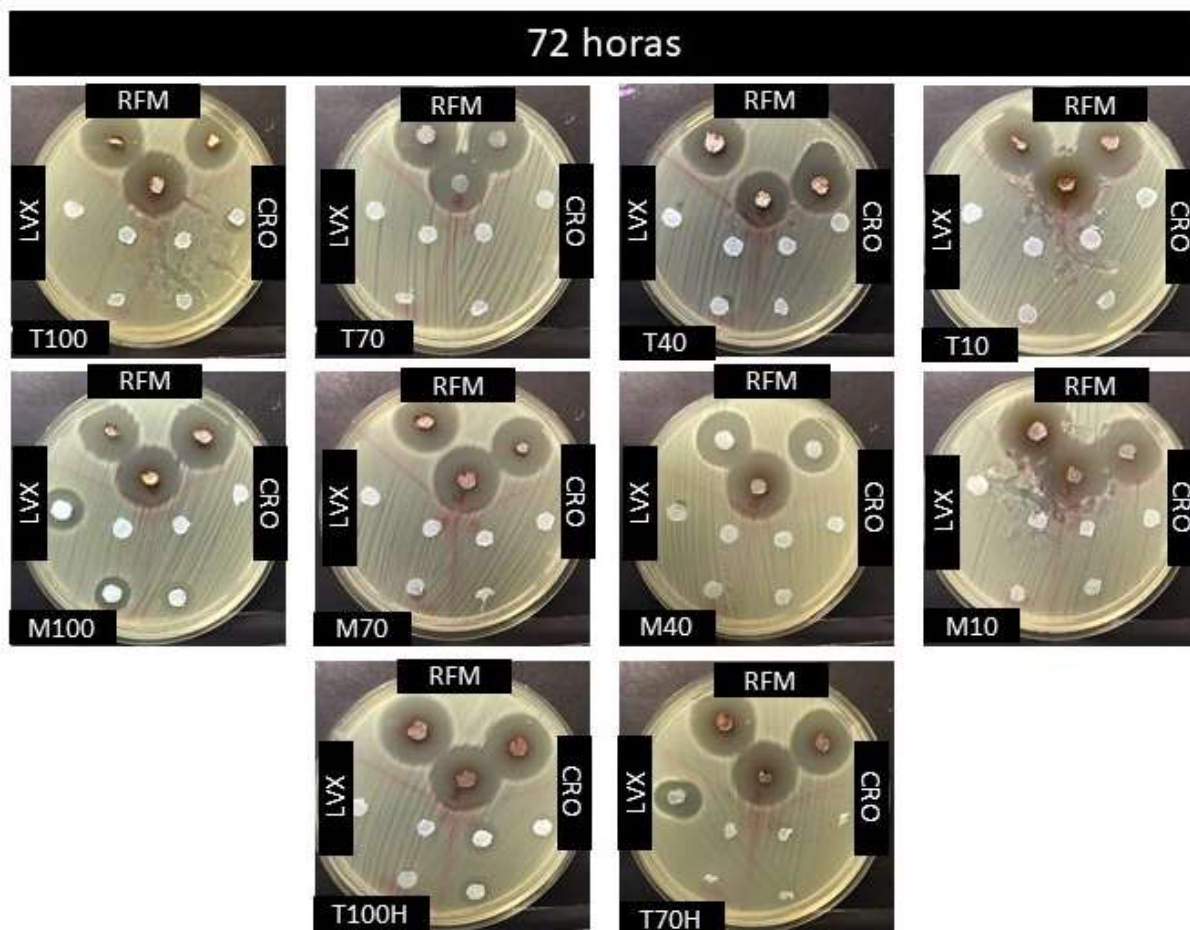 72 horas
RFM
LVX
CRO
T100
RFM
LVX
CRO
T70
RFM
LVX
CRO
T40
RFM
LVX
CRO
T10
RFM
LVX
CRO
M100
RFM
LVX
CRO
M70
RFM
LVX
CRO
M40
RFM
LVX
CRO
M10
RFM
LVX
CRO
T100H
RFM
LVX
CRO
T70H